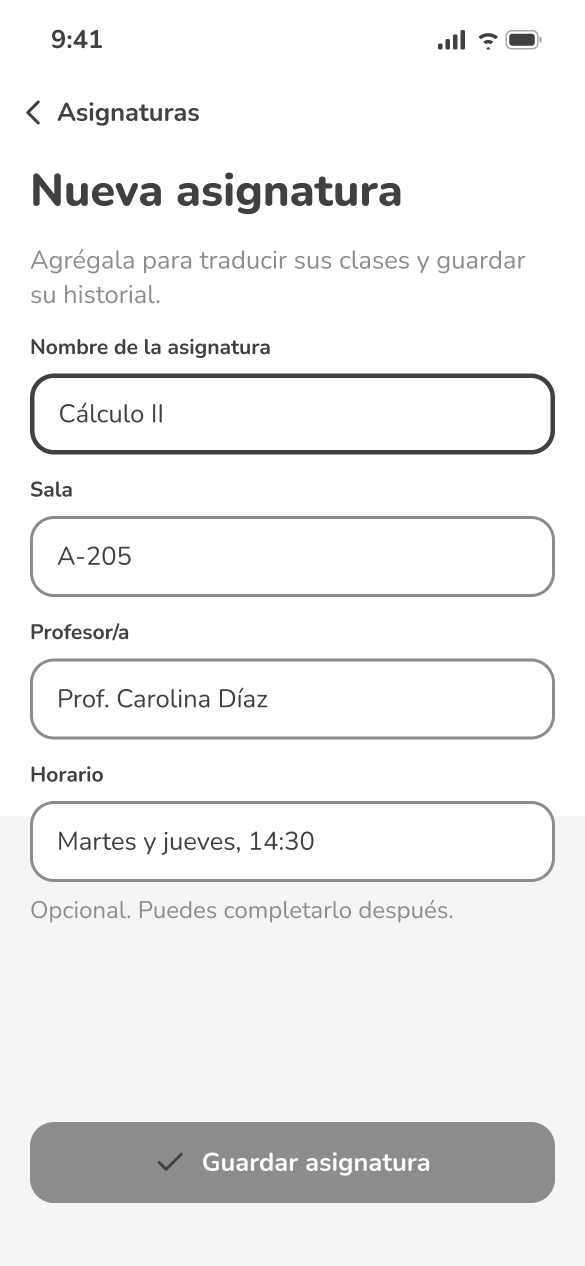 9:41
Asignaturas
Nueva asignatura
Agrégala para traducir sus clases y guardar
su historial.
Nombre de la asignatura
Cálculo II
Sala
A-205
Profesor/a
Prof. Carolina Díaz
Horario
Martes y jueves, 14:30
Opcional. Puedes completarlo después.
Guardar asignatura